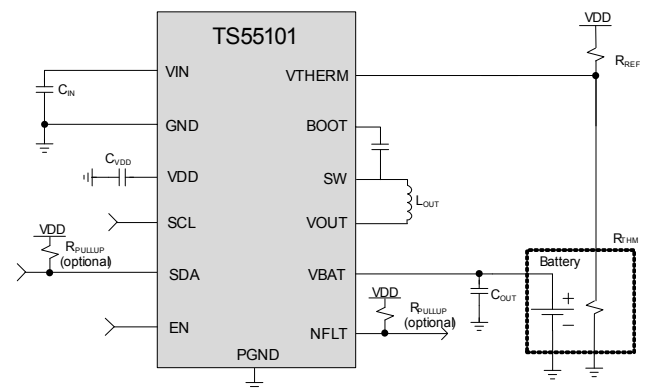 TS55101
VDD
RREF
VIN
VTHERM
CIN
GND
BOOT
CVDD
VDD
SW
LOUT
SCL
VOUT
VDD
RPULLUP
(optional)
SDA
VBAT
COUT
RTHM
Battery
+
−
VDD
RPULLUP
(optional)
EN
NFLT
PGND